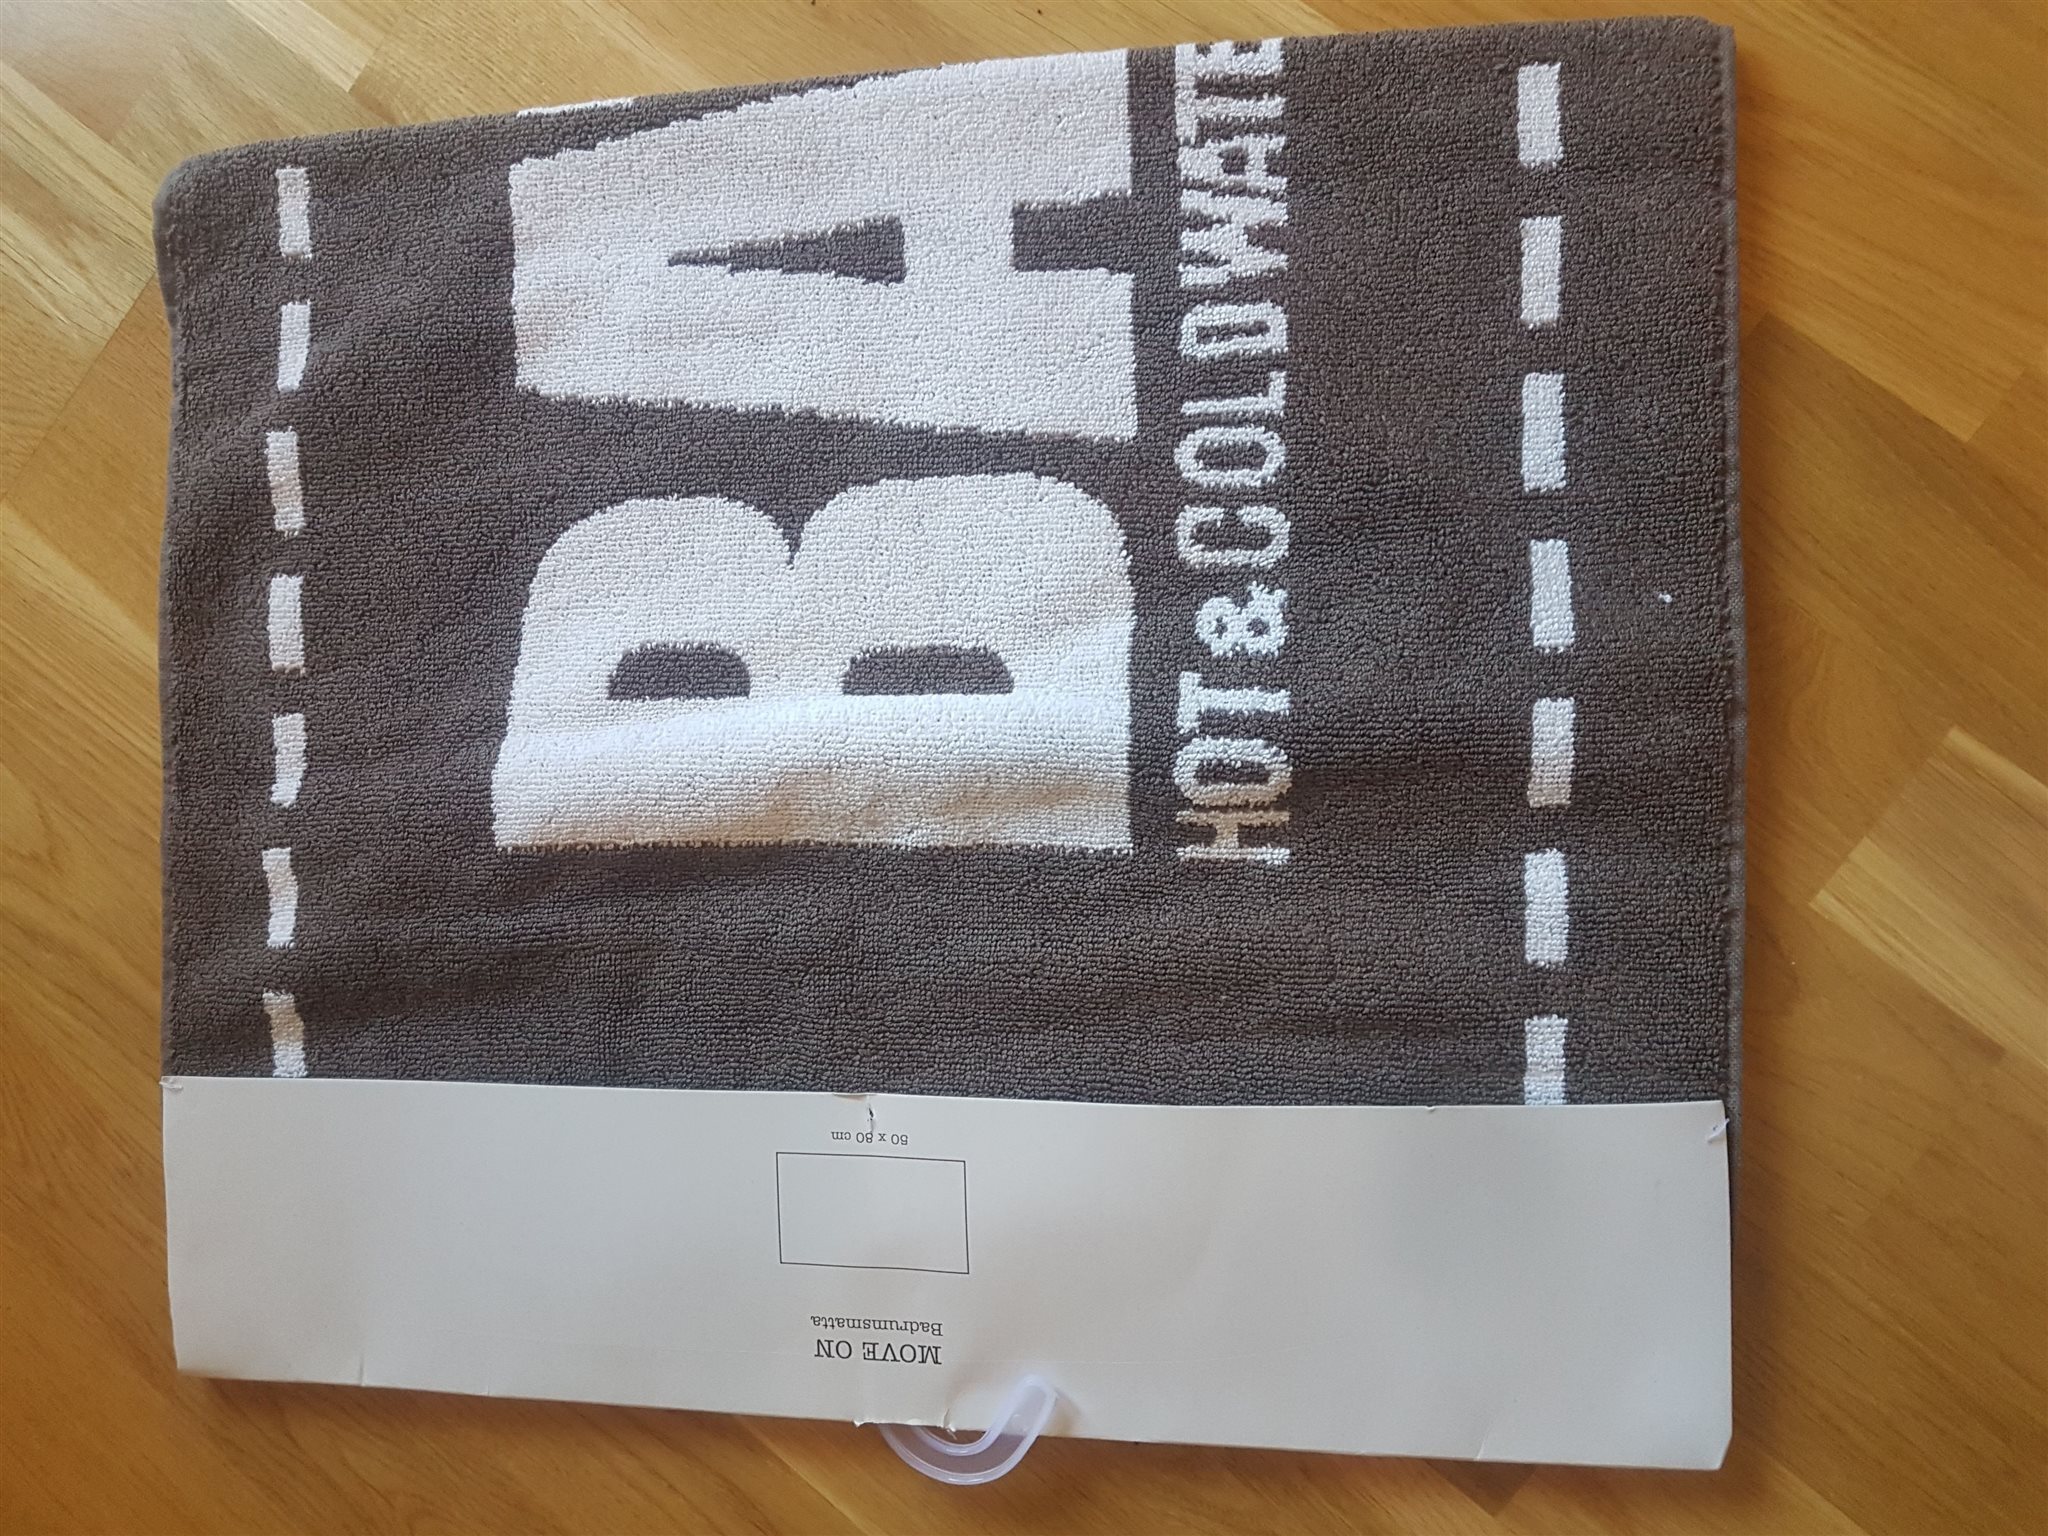 BA
HOT & COLD WATE
MOVE ON
Badrumsmatta
50 x 80 cm